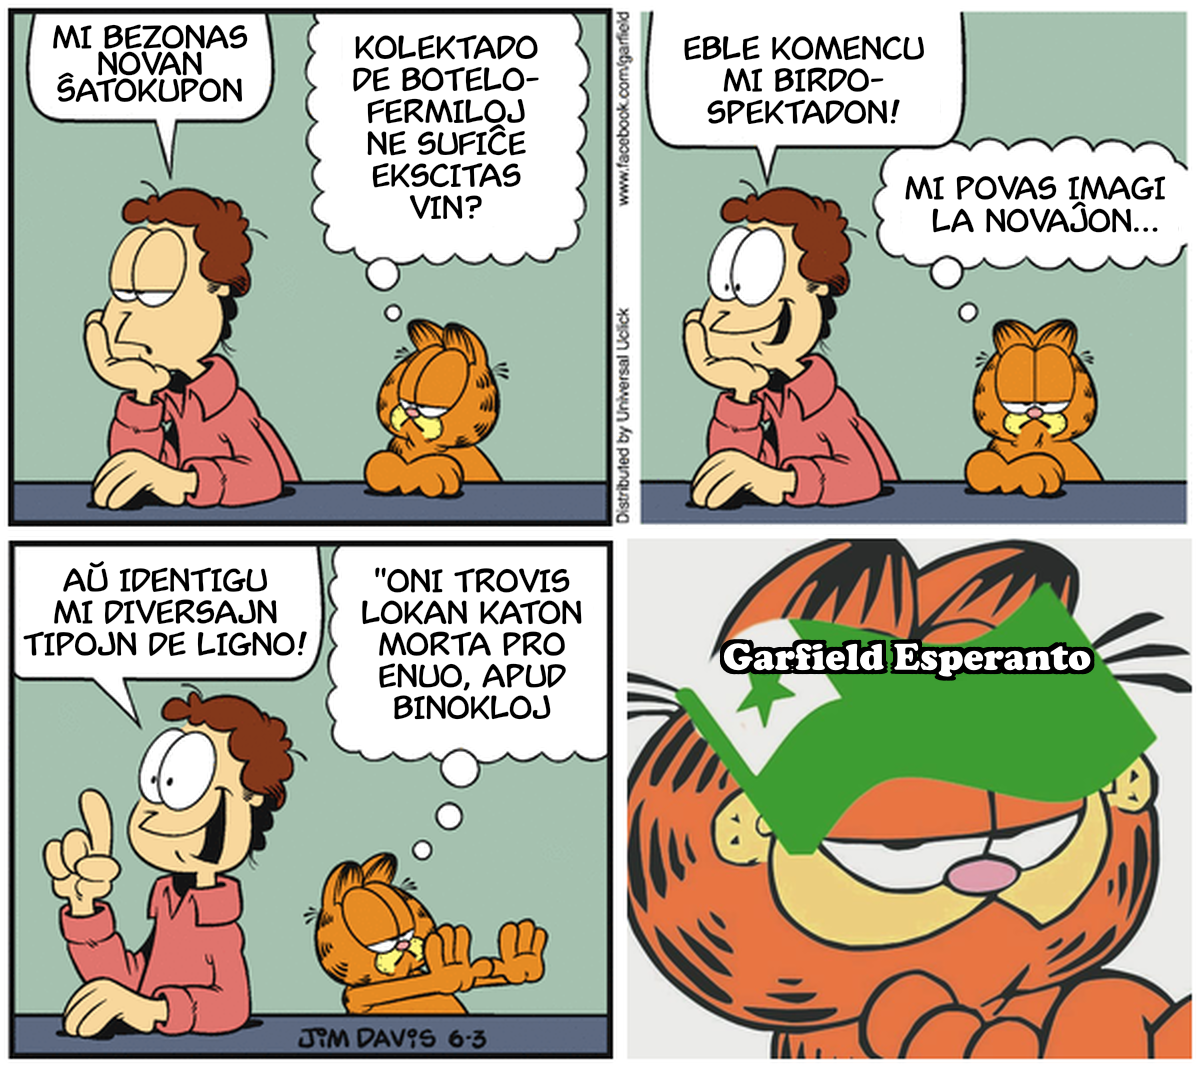 MI BEZONAS
NOVAN
ŜATOKUPON
KOLEKTADO
DE BOTELO-
FERMILOJ
NE SUFIĈE
EKSCITAS
VIN?
www.facebook.com/garfield
Distributed by Universal Uclick
EBLE KOMENCU
MI BIRDO-
SPEKTADON!
MI POVAS IMAGI
LA NOVAĴON...
AŬ IDENTIGU
MI DIVERSAJN
TIPOJN DE LIGNO!
"ONI TROVIS
LOKAN KATON
MORTA PRO
ENUO, APUD
BINOKLOJ
JIM DAVIS 6-3
Garfield Esperanto